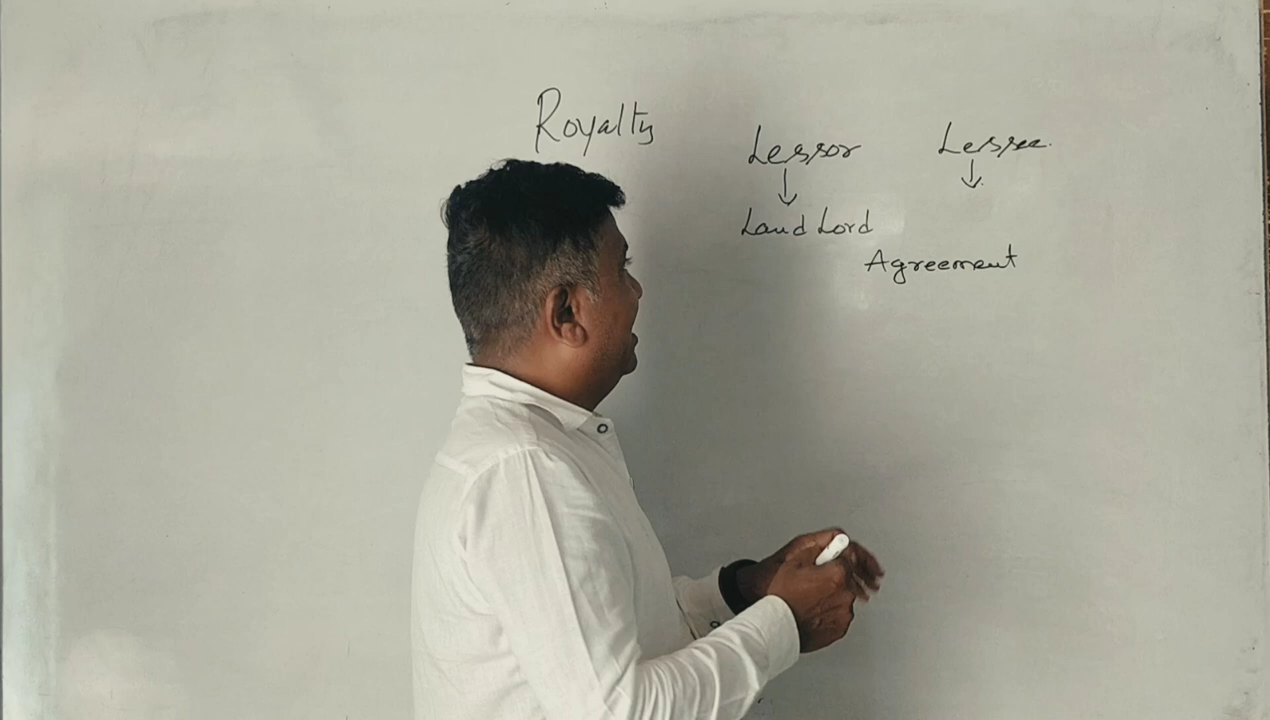 Royalty
Lessor Lessee.
↓ ↓
Land Lord
Agreement